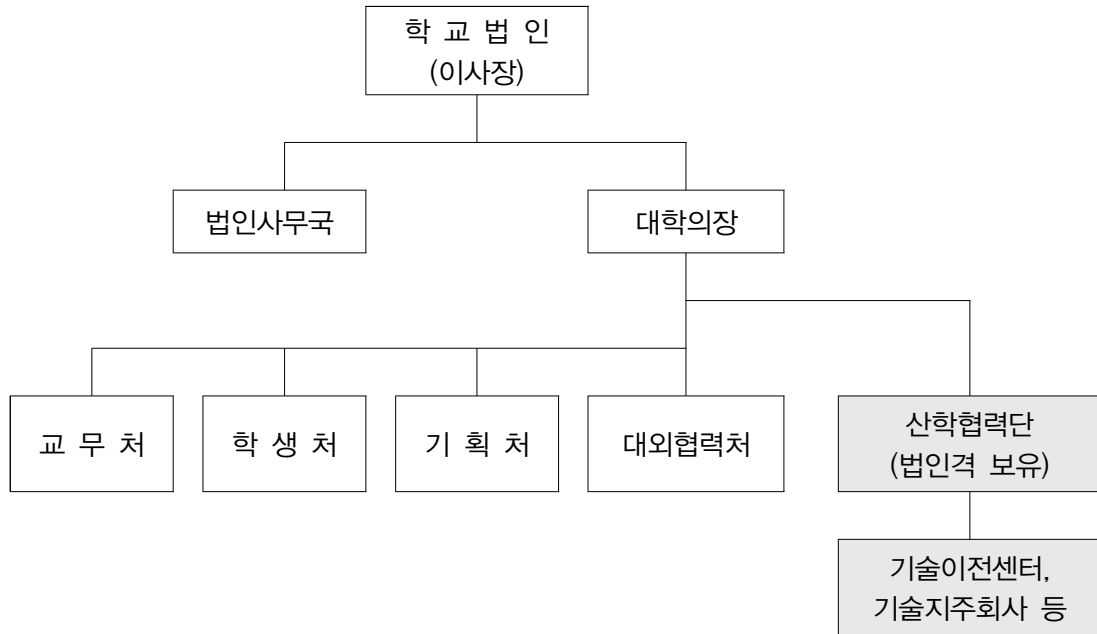 학 교 법 인
(이사장)
법인사무국
대학의장
교 무 처
학 생 처
기 획 처
대외협력처
산학협력단
(법인격 보유)
기술이전센터,
기술지주회사 등